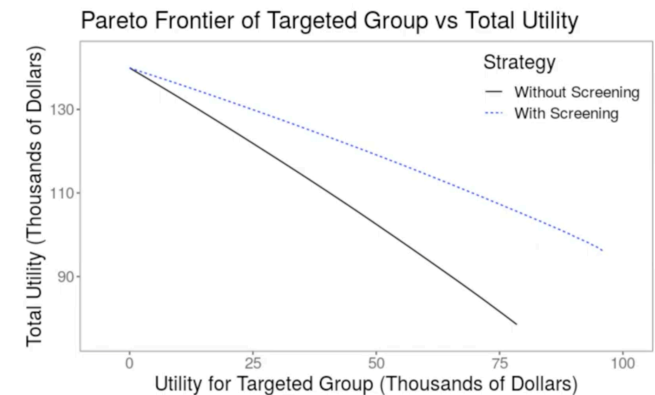 Pareto Frontier of Targeted Group vs Total Utility
Total Utility (Thousands of Dollars)
130
110
90
Strategy
Without Screening
With Screening
0
25
50
75
100
Utility for Targeted Group (Thousands of Dollars)